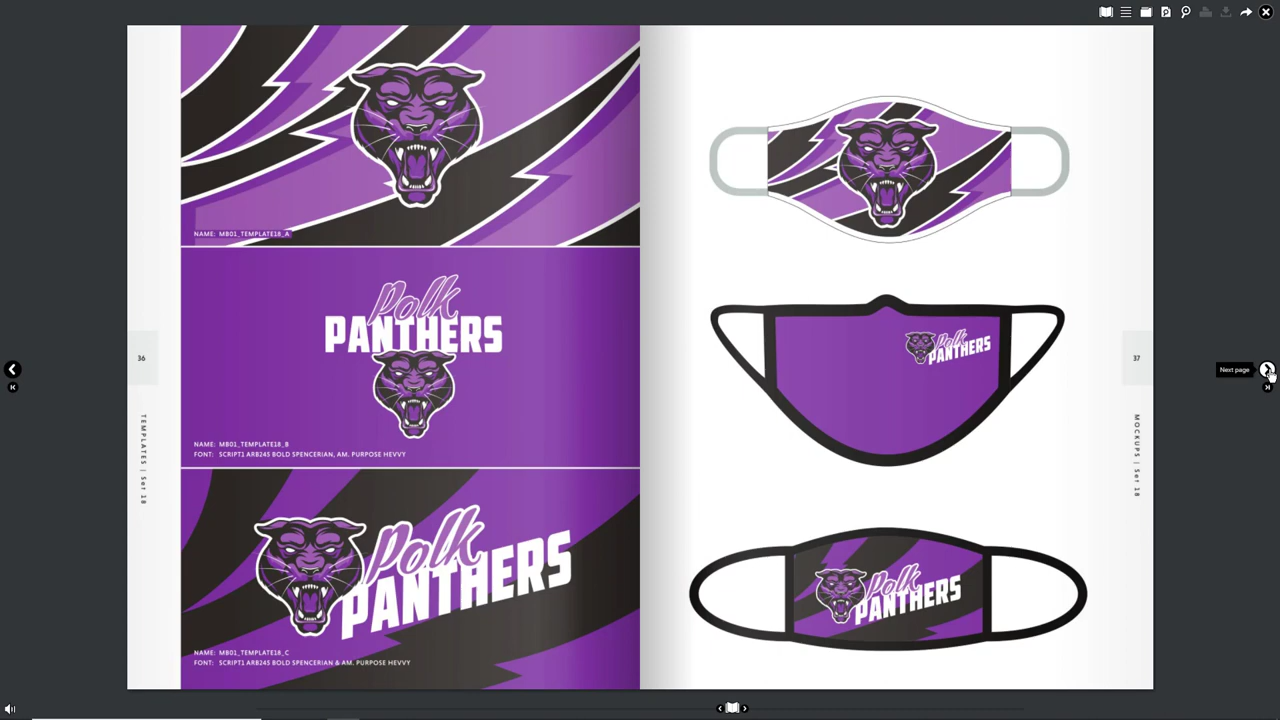 NAME: MB01_TEMPLATE18_A
Polk
PANTHERS
NAME: MB01_TEMPLATE18_B
FONT: SCRIPT1 ARB245 BOLD SPENCERIAN, AM. PURPOSE HEVVY
Polk
PANTHERS
NAME: MB01_TEMPLATE18_C
FONT: SCRIPT1 ARB245 BOLD SPENCERIAN & AM. PURPOSE HEVVY
36
TEMPLATES | Set 18
Polk
PANTHERS
Polk
PANTHERS
37
MOCKUPS | Set 18
Next page